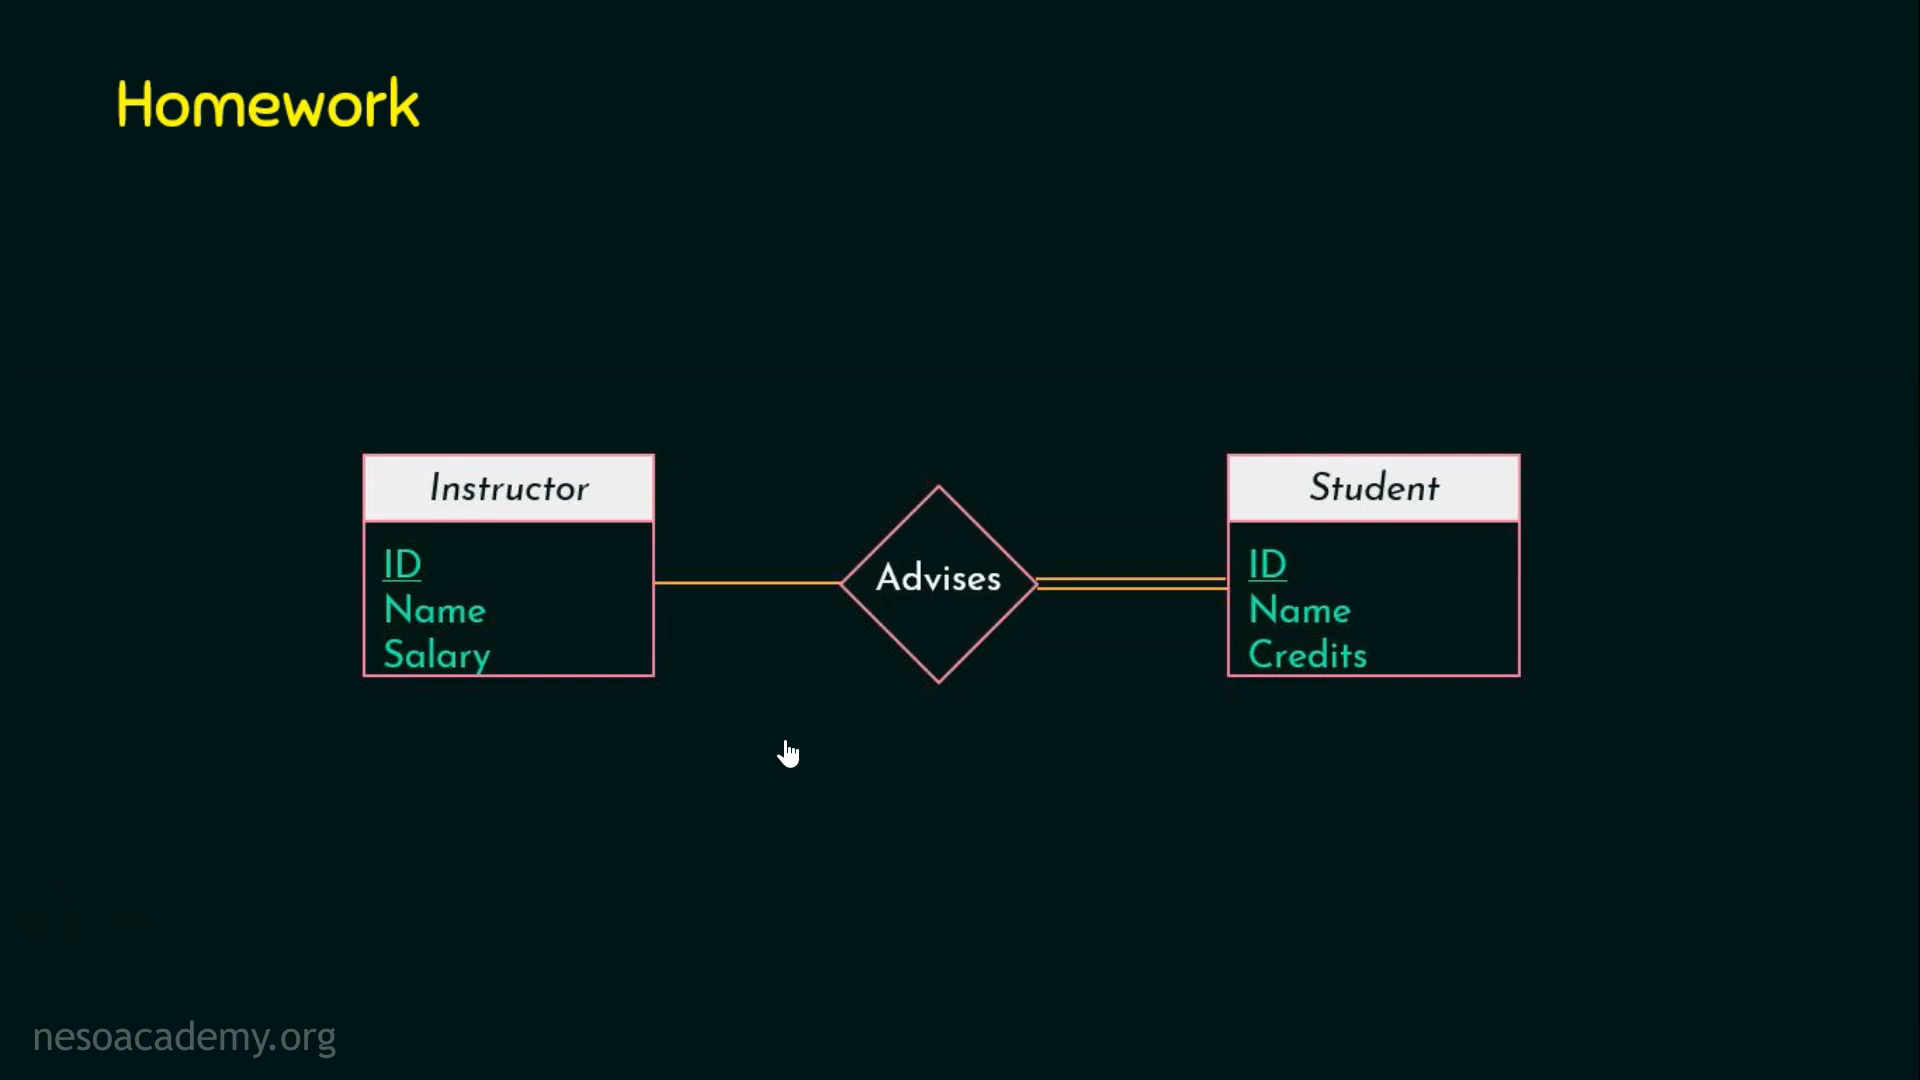 Homework
Instructor
ID
Name
Salary
Advises
Student
ID
Name
Credits
nesoacademy.org